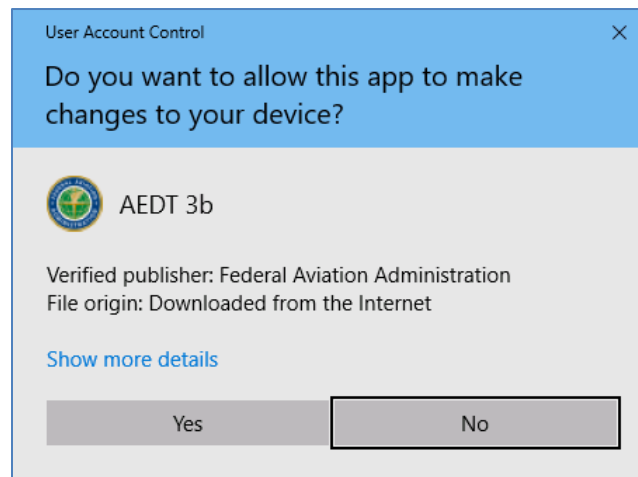 User Account Control
Do you want to allow this app to make
changes to your device?
AEDT 3b
Verified publisher: Federal Aviation Administration
File origin: Downloaded from the Internet
Show more details
Yes
No